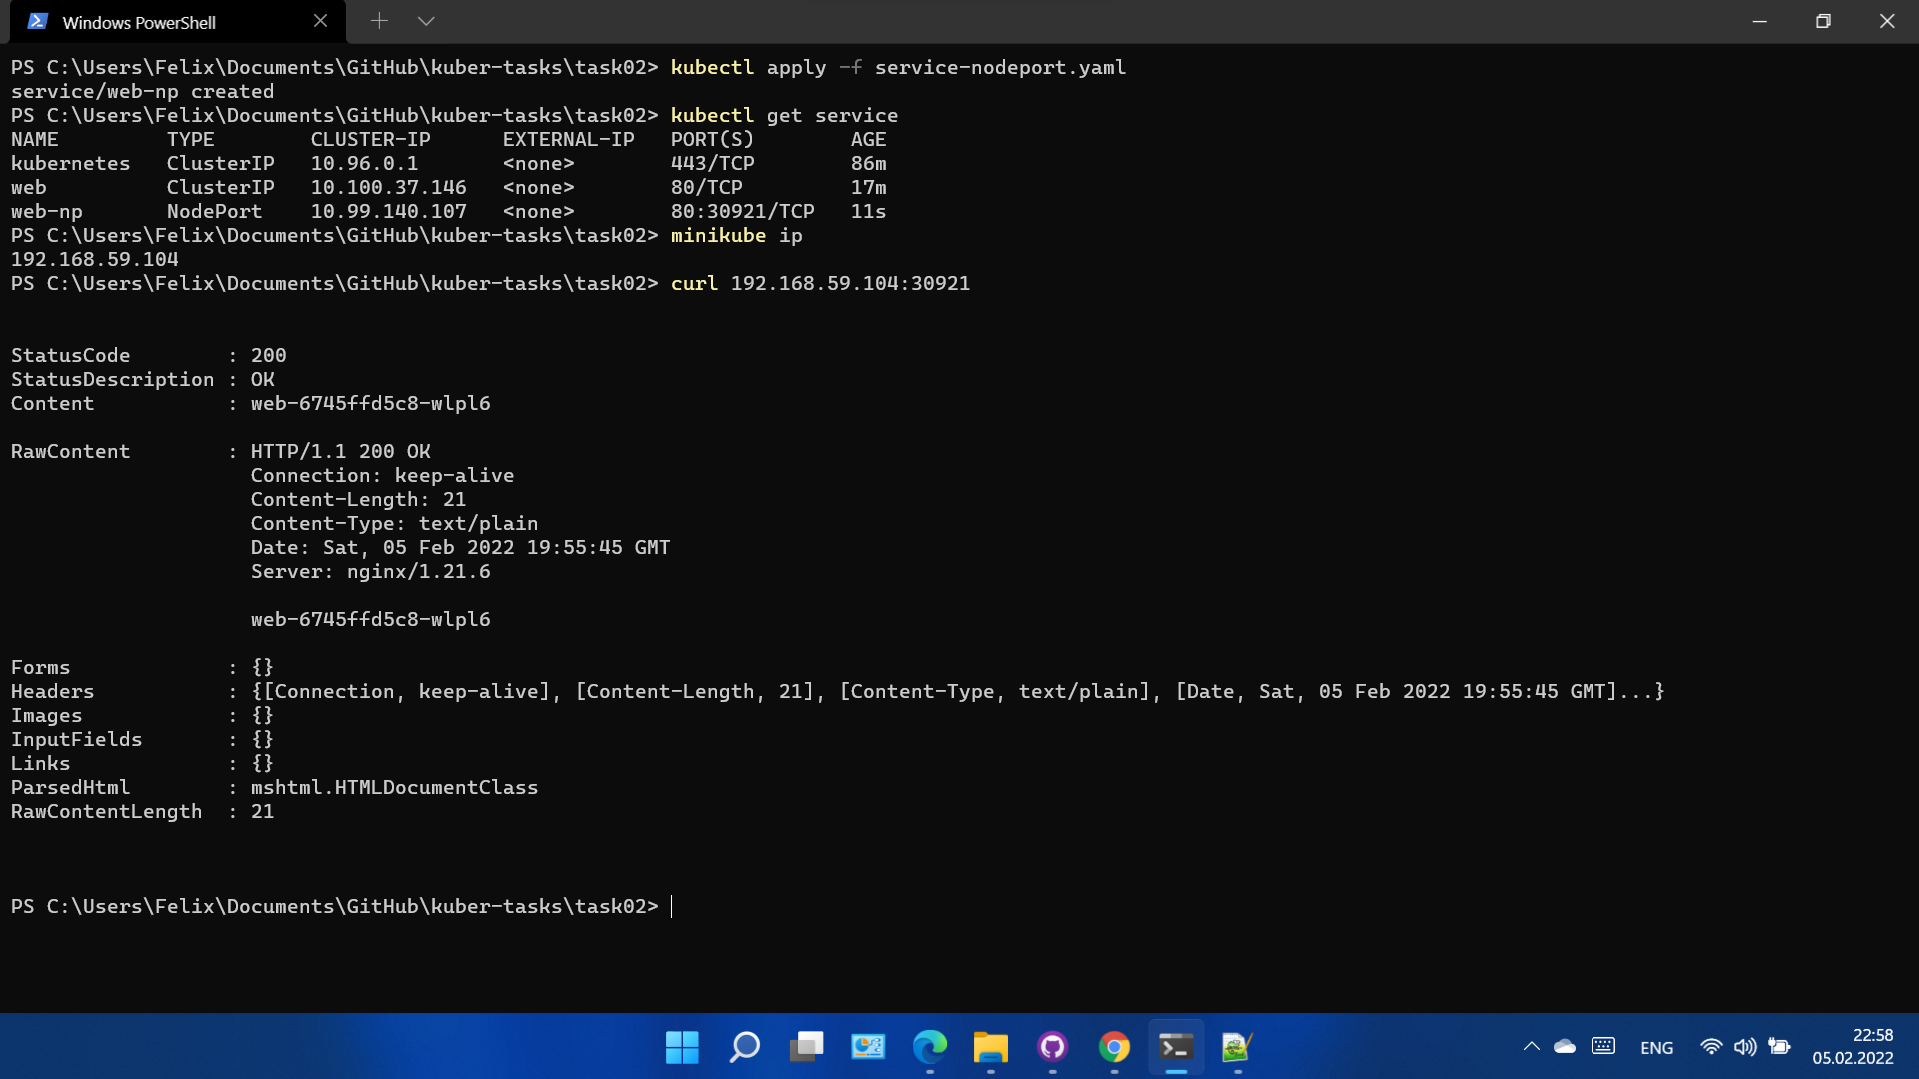 Windows PowerShell
PS C:\Users\Felix\Documents\GitHub\kuber-tasks\task02> kubectl apply -f service-nodeport.yaml
service/web-np created
PS C:\Users\Felix\Documents\GitHub\kuber-tasks\task02> kubectl get service
NAME         TYPE        CLUSTER-IP      EXTERNAL-IP   PORT(S)        AGE
kubernetes   ClusterIP   10.96.0.1       <none>        443/TCP        86m
web          ClusterIP   10.100.37.146   <none>        80/TCP         17m
web-np       NodePort    10.99.140.107   <none>        80:30921/TCP   11s
PS C:\Users\Felix\Documents\GitHub\kuber-tasks\task02> minikube ip
192.168.59.104
PS C:\Users\Felix\Documents\GitHub\kuber-tasks\task02> curl 192.168.59.104:30921
StatusCode        : 200
StatusDescription : OK
Content           : web-6745ffd5c8-wlpl6
RawContent        : HTTP/1.1 200 OK
                    Connection: keep-alive
                    Content-Length: 21
                    Content-Type: text/plain
                    Date: Sat, 05 Feb 2022 19:55:45 GMT
                    Server: nginx/1.21.6
                    web-6745ffd5c8-wlpl6
Forms             : {}
Headers           : {[Connection, keep-alive], [Content-Length, 21], [Content-Type, text/plain], [Date, Sat, 05 Feb 2022 19:55:45 GMT]...}
Images            : {}
InputFields       : {}
Links             : {}
ParsedHtml        : mshtml.HTMLDocumentClass
RawContentLength  : 21
PS C:\Users\Felix\Documents\GitHub\kuber-tasks\task02>
ENG
22:58
05.02.2022